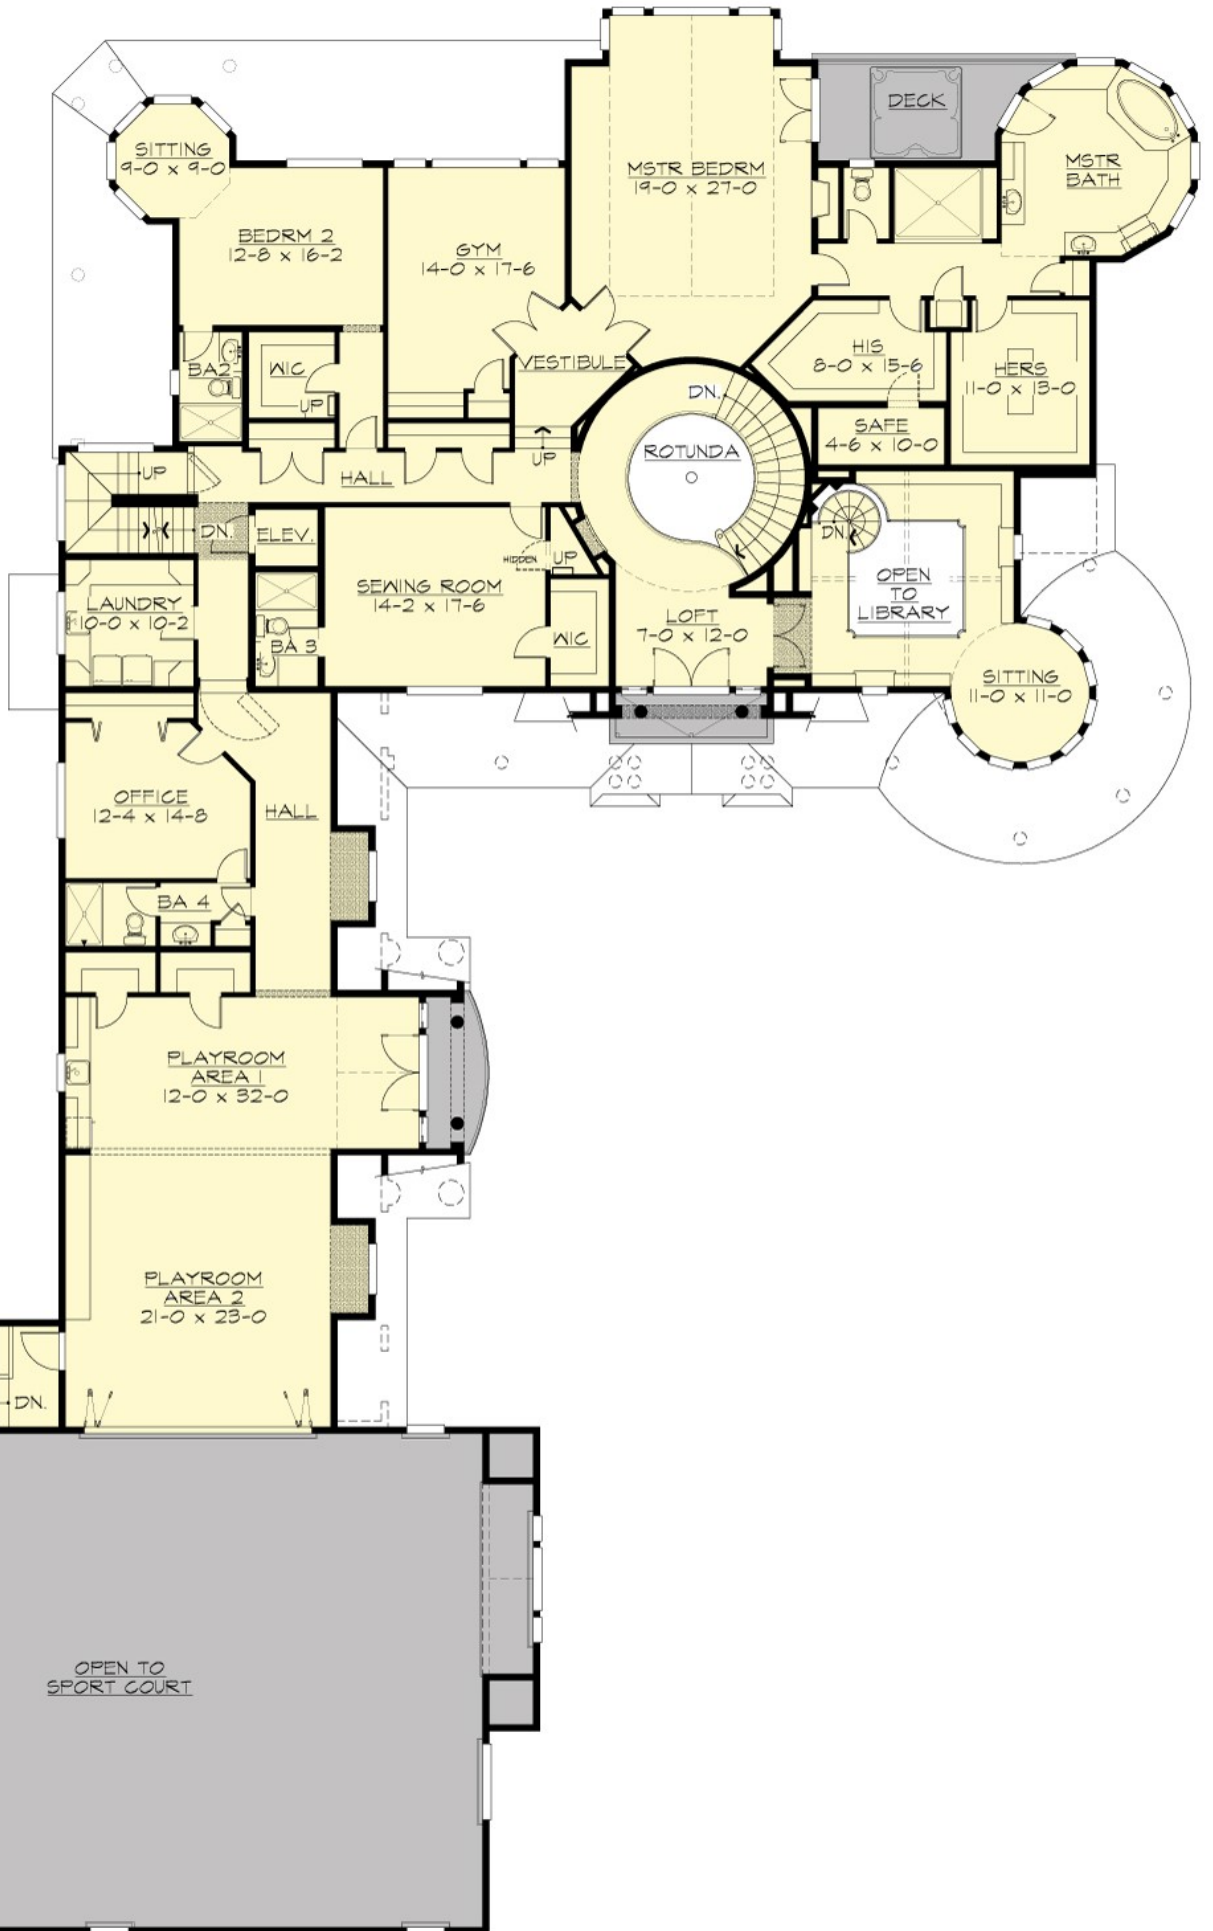 DECK
SITTING
9-0 x 9-0
MSTR BEDRM
19-0 x 27-0
MSTR
BATH
BEDRM 2
12-8 x 16-2
GYM
14-0 x 17-6
VESTIBULE
HIS
8-0 x 15-6
HERS
11-0 x 13-0
BA2
WIC
UP
DN.
SAFE
4-6 x 10-0
ROTUNDA
UP
HALL
UP
DN.
ELEV.
HIDDEN
UP
DN.
OPEN
TO
LIBRARY
SEWING ROOM
14-2 x 17-6
LAUNDRY
10-0 x 10-2
BA 3
WIC
LOFT
7-0 x 12-0
SITTING
11-0 x 11-0
OFFICE
12-4 x 14-8
HALL
BA 4
PLAYROOM
AREA 1
12-0 x 32-0
PLAYROOM
AREA 2
21-0 x 23-0
DN.
OPEN TO
SPORT COURT